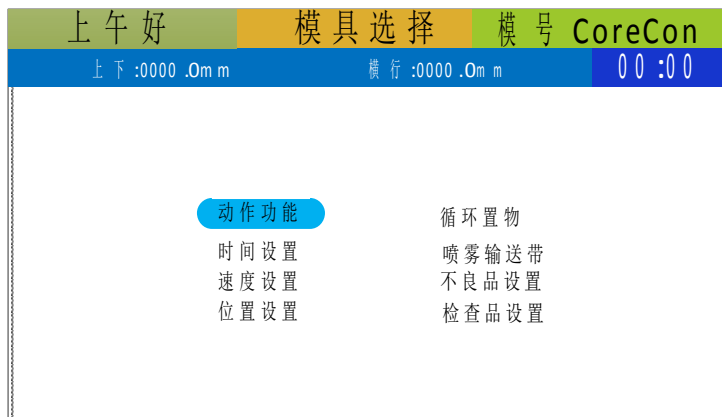 上午好 模具选择 模号 CoreCon
上下:0000.0mm 横行:0000.0mm 00:00
动作功能 循环置物
时间设置 喷雾输送带
速度设置 不良品设置
位置设置 检查品设置